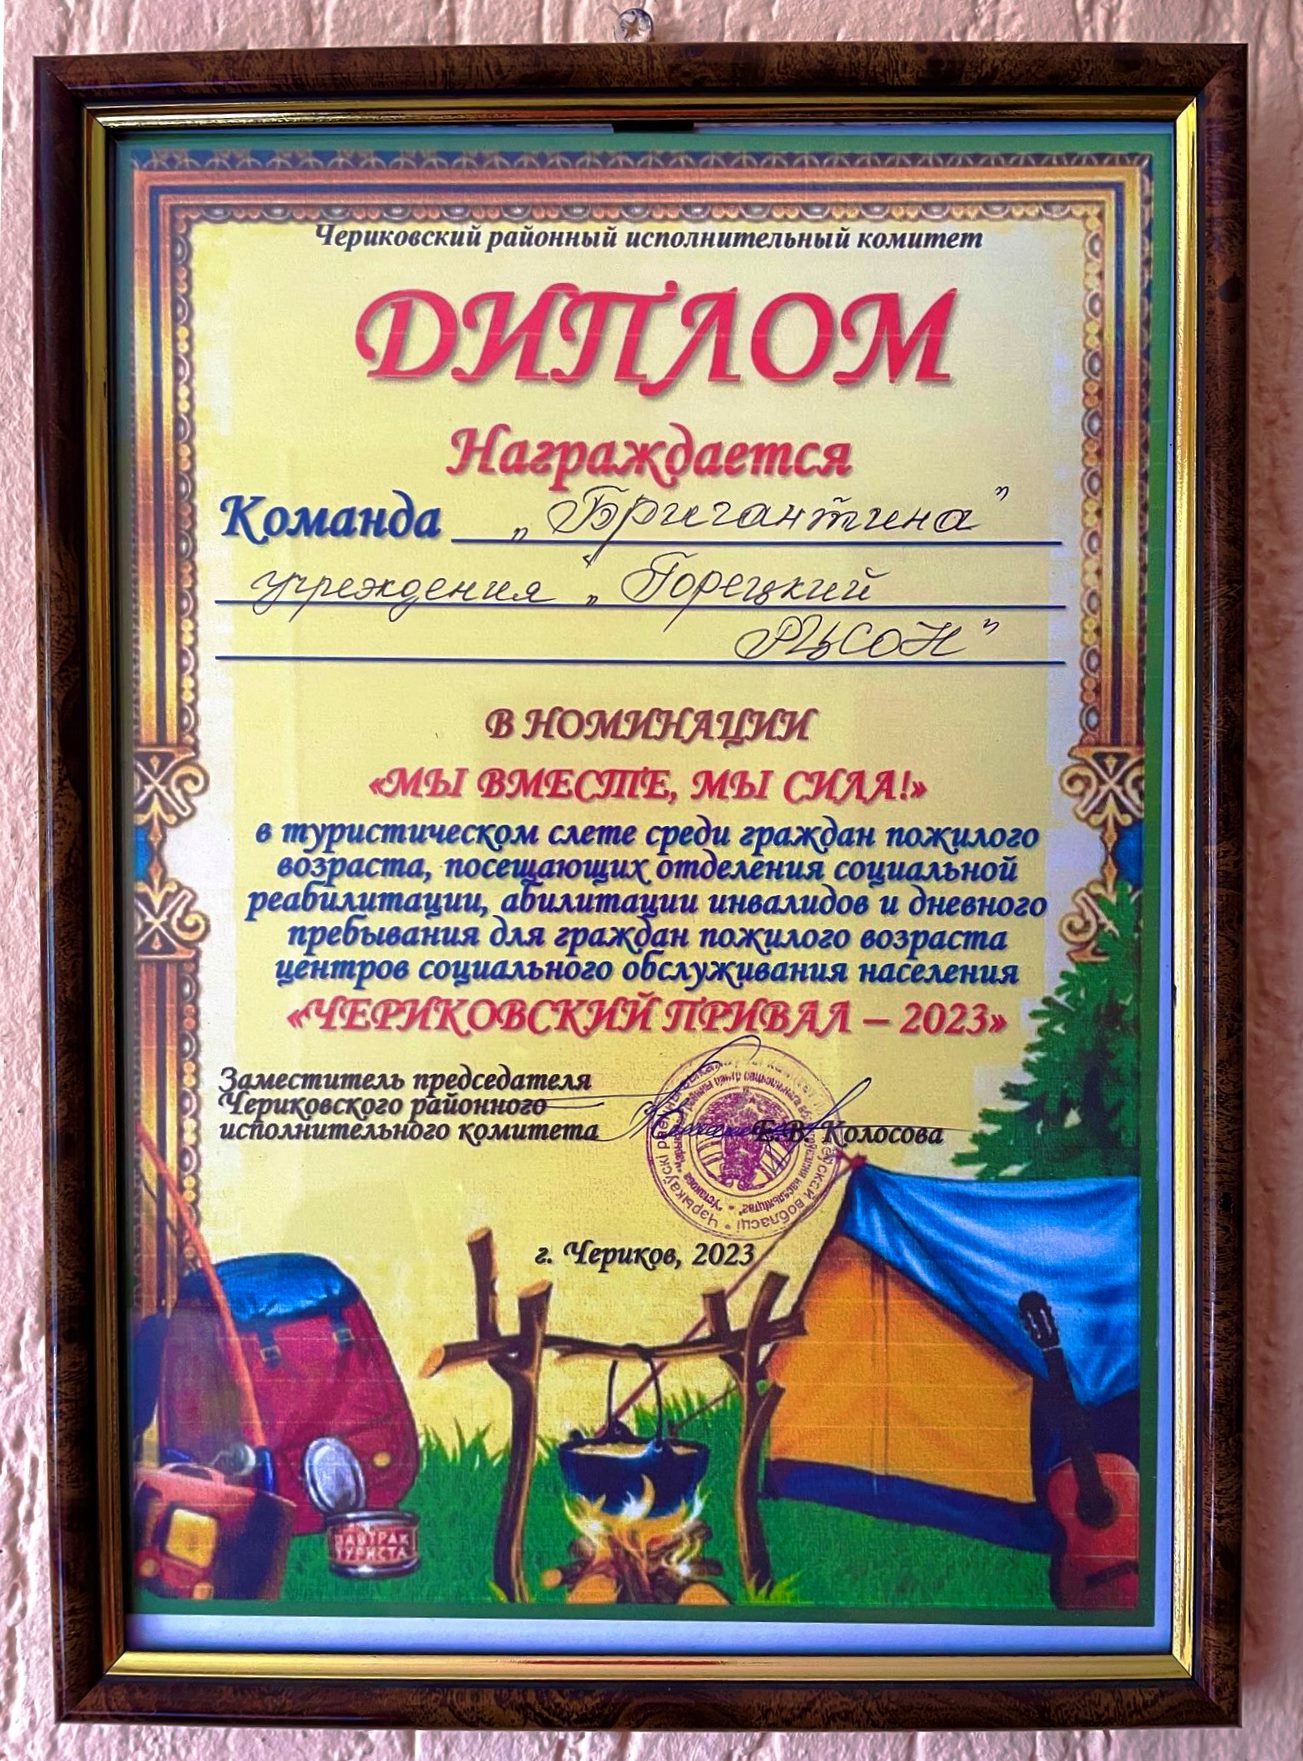 Чериковский районный исполнительный комитет
ДИПЛОМ
Награждается
Команда „Бригантина”
учреждения „Горецкий
РЦСОН”
В НОМИНАЦИИ
«МЫ ВМЕСТЕ, МЫ СИЛА!»
в туристическом слете среди граждан пожилого
возраста, посещающих отделения социальной
реабилитации, абилитации инвалидов и дневного
пребывания для граждан пожилого возраста
центров социального обслуживания населения
«ЧЕРИКОВСКИЙ ПРИВАЛ – 2023»
Заместитель председателя
Чериковского районного
исполнительного комитета Е.В. Колосова
г. Чериков, 2023
ЗАВТРАК
ТУРИСТА